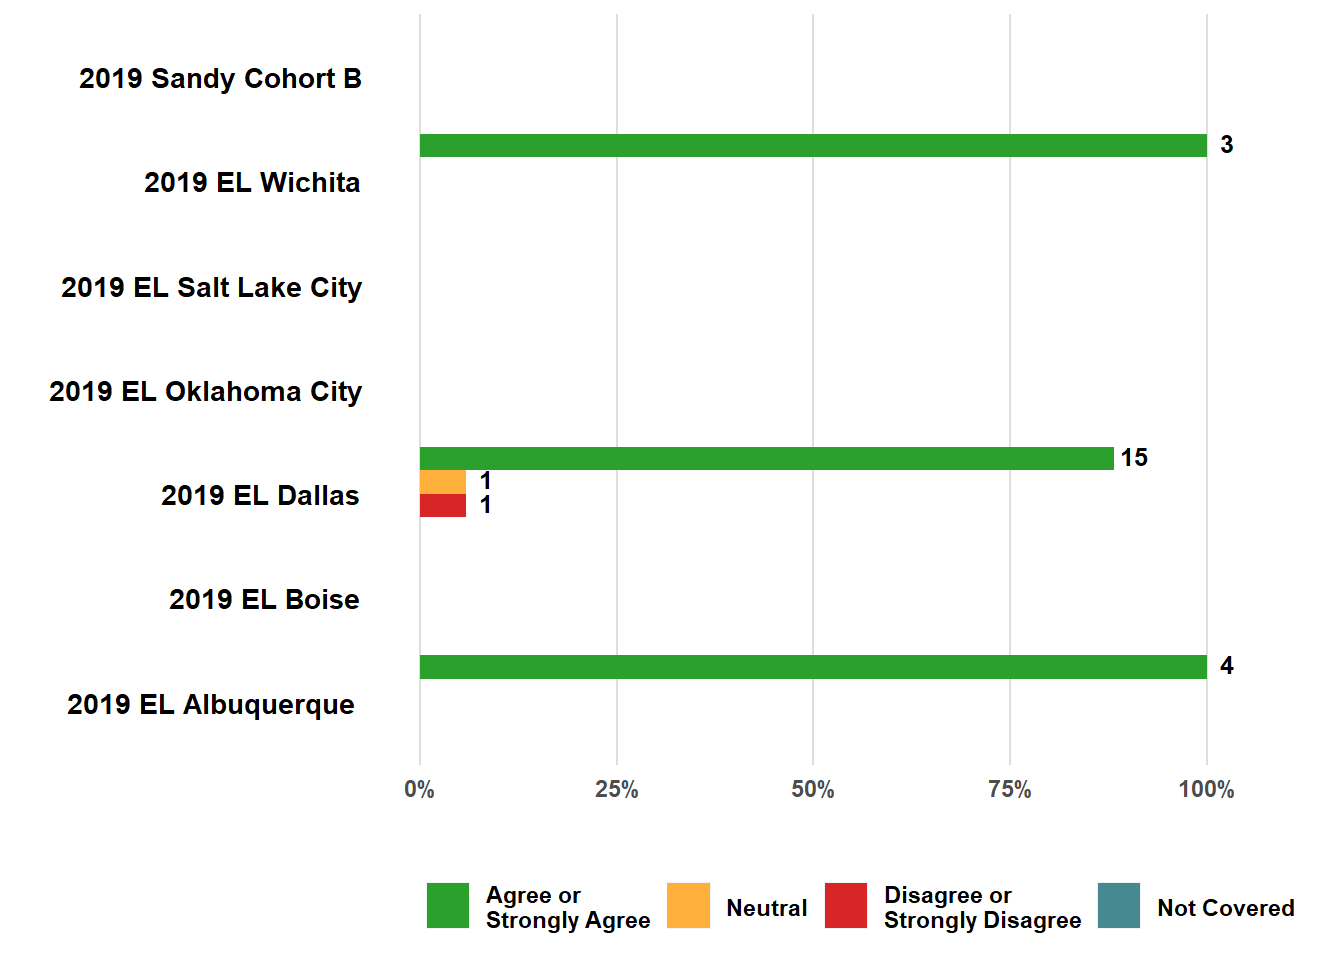 2019 Sandy Cohort B
3
2019 EL Wichita
2019 EL Salt Lake City
2019 EL Oklahoma City
15
1
2019 EL Dallas
1
2019 EL Boise
4
2019 EL Albuquerque
0% 25% 50% 75% 100%
Agree or
Strongly Agree
Neutral
Disagree or
Strongly Disagree
Not Covered